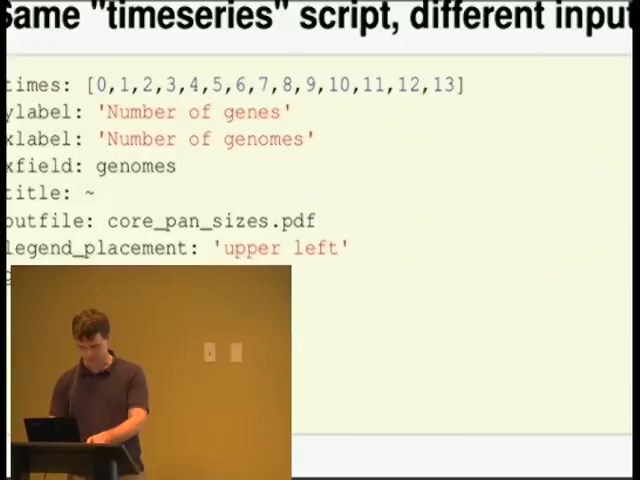 Same "timeseries" script, different input
times: [0,1,2,3,4,5,6,7,8,9,10,11,12,13]
ylabel: 'Number of genes'
xlabel: 'Number of genomes'
xfield: genomes
title: ~
outfile: core_pan_sizes.pdf
legend_placement: 'upper left'